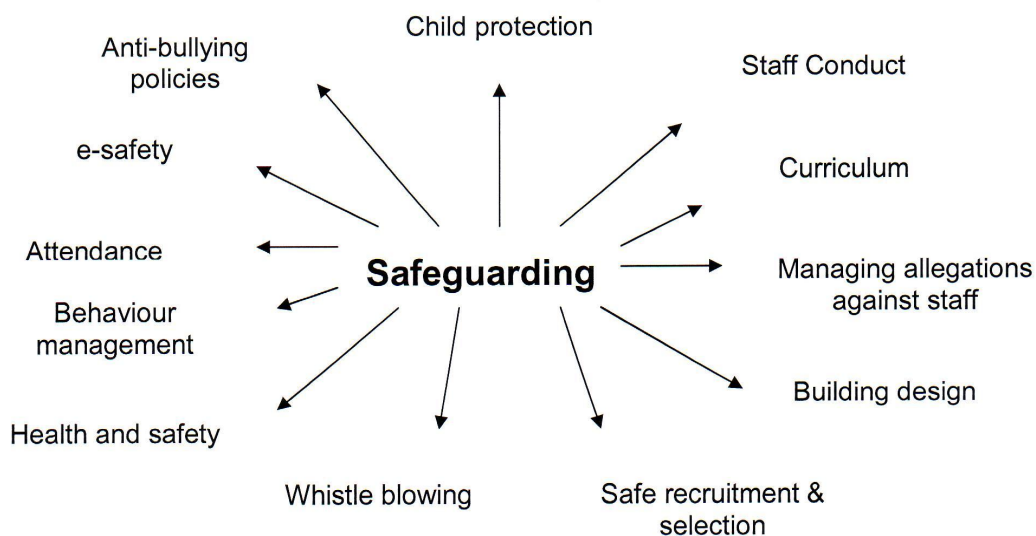 Child protection
Anti-bullying
policies
Staff Conduct
e-safety
Curriculum
Attendance
Safeguarding
Managing allegations
against staff
Behaviour
management
Building design
Health and safety
Whistle blowing
Safe recruitment &
selection